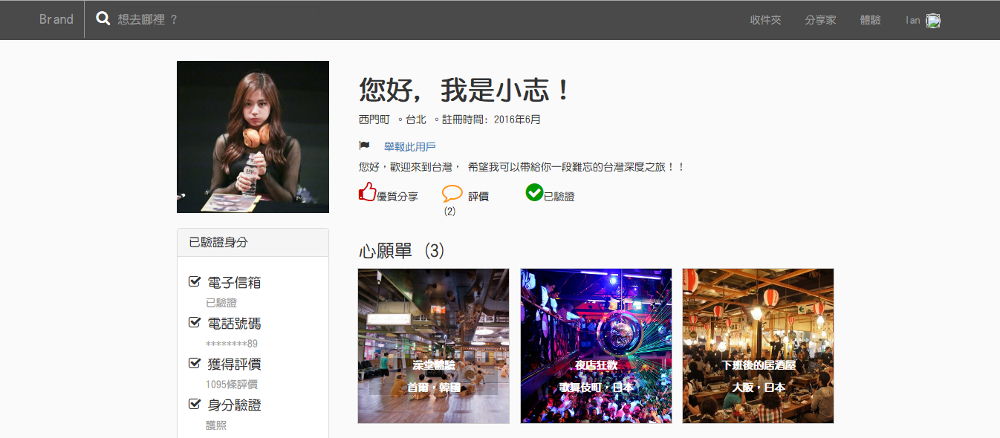 Brand
想去哪裡 ?
收件夾 分享家 體驗 Ian
您好, 我是小志！
西門町 。台北 。註冊時間: 2016年6月
舉報此用戶
您好，歡迎來到台灣， 希望我可以帶給你一段難忘的台灣深度之旅！！
優質分享 評價 已驗證
(2)
已驗證身分
電子信箱
已驗證
電話號碼
********89
獲得評價
1095條評價
身分驗證
護照
心願單 (3)
澡堂體驗
首爾，韓國
夜店狂歡
歌舞伎町，日本
下班後的居酒屋
大阪，日本